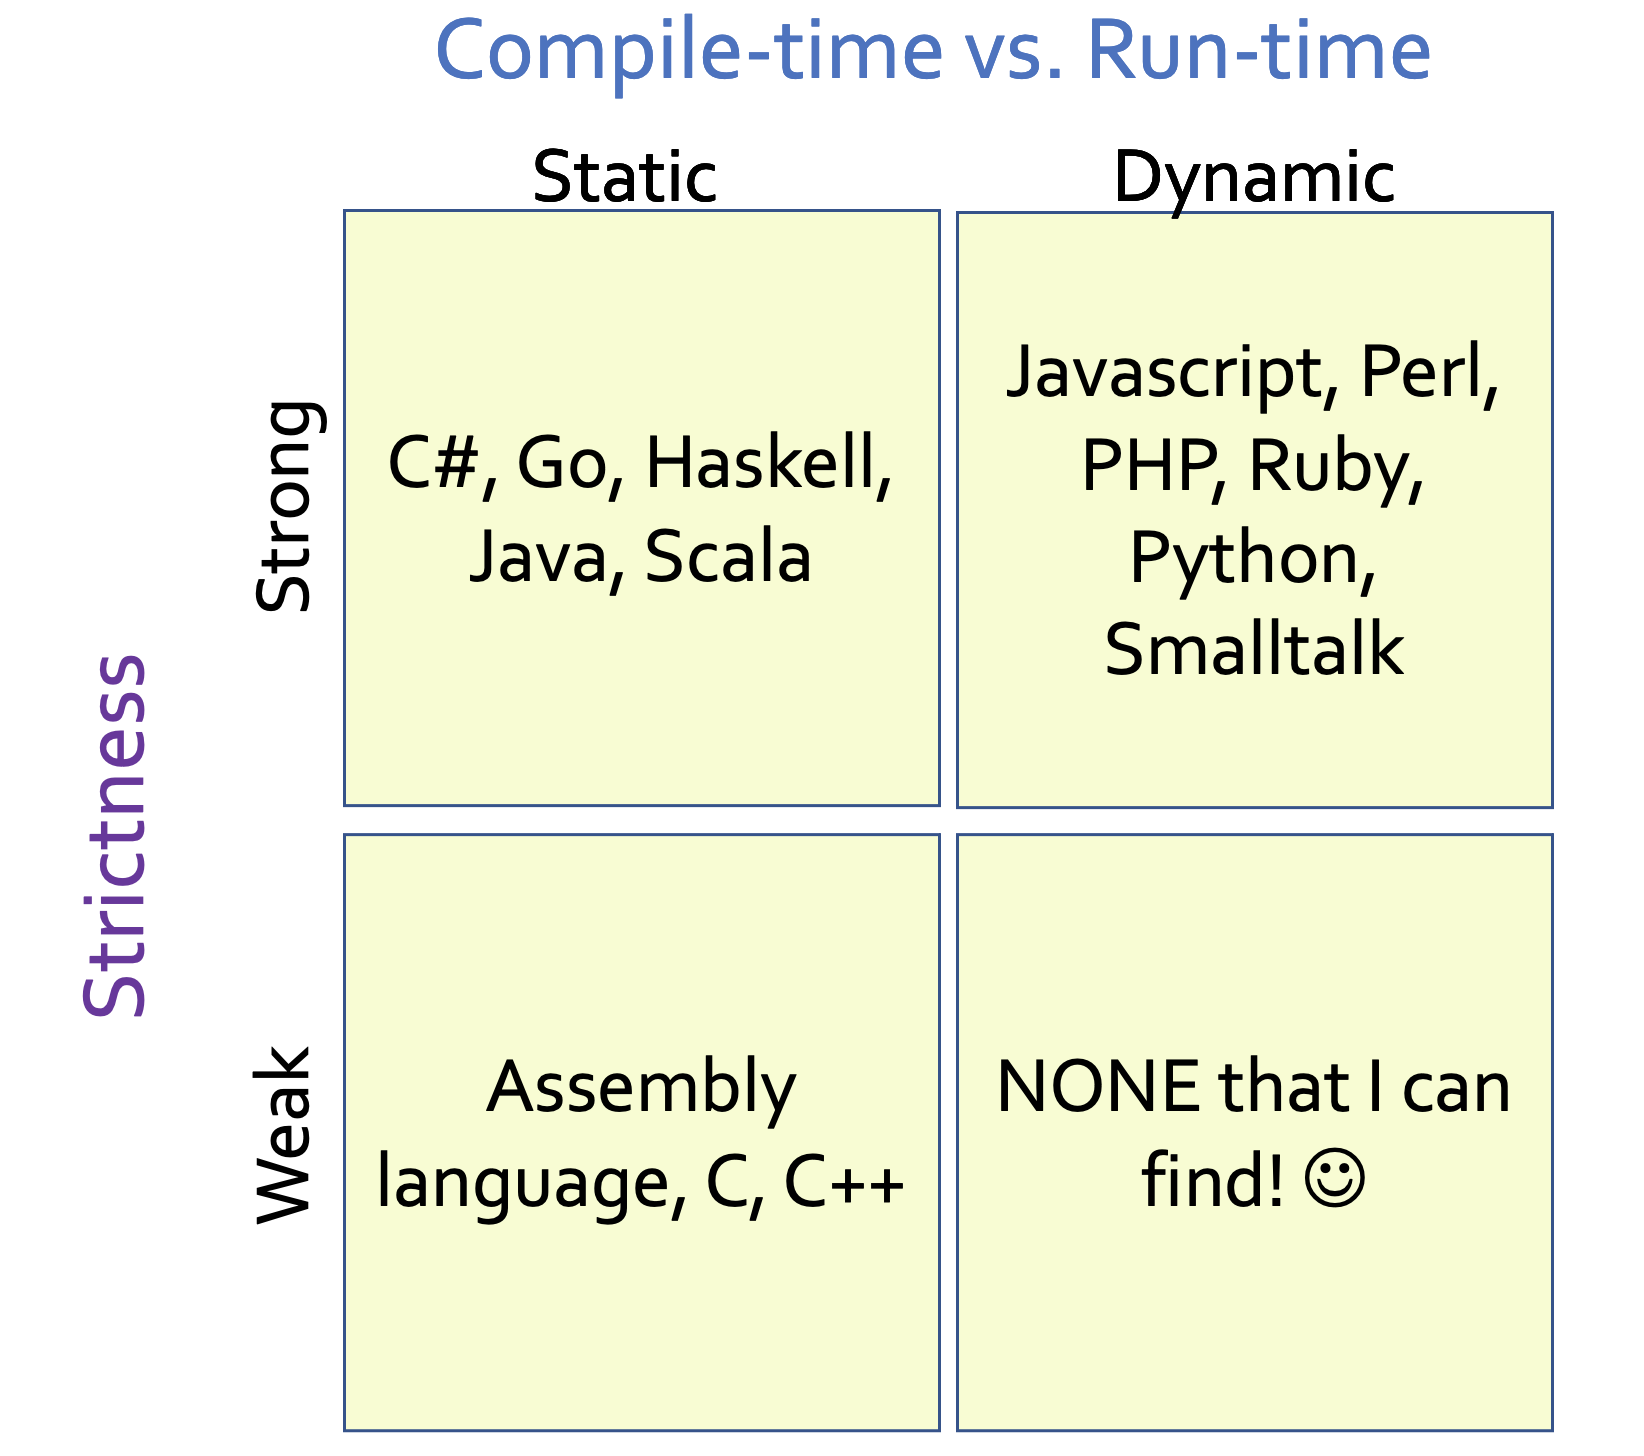 Compile-time vs. Run-time
Static
Dynamic
Strictness
Strong
C#, Go, Haskell,
Java, Scala
Javascript, Perl,
PHP, Ruby,
Python,
Smalltalk
Weak
Assembly
language, C, C++
NONE that I can
find! ☺